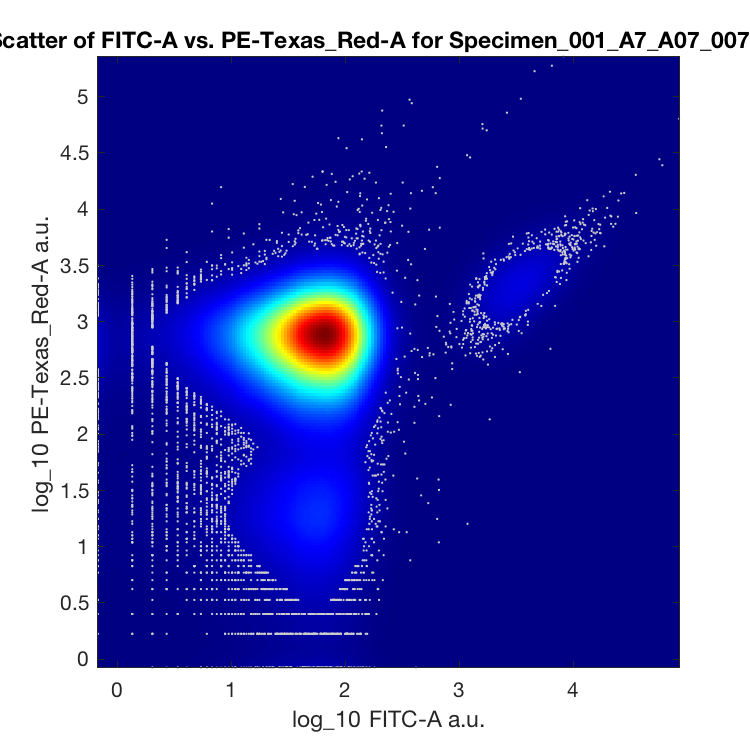 Scatter of FITC-A vs. PE-Texas_Red-A for Specimen_001_A7_A07_007
5
4.5
4
3.5
3
2.5
2
1.5
1
0.5
0
log_10 PE-Texas_Red-A a.u.
0 1 2 3 4
log_10 FITC-A a.u.